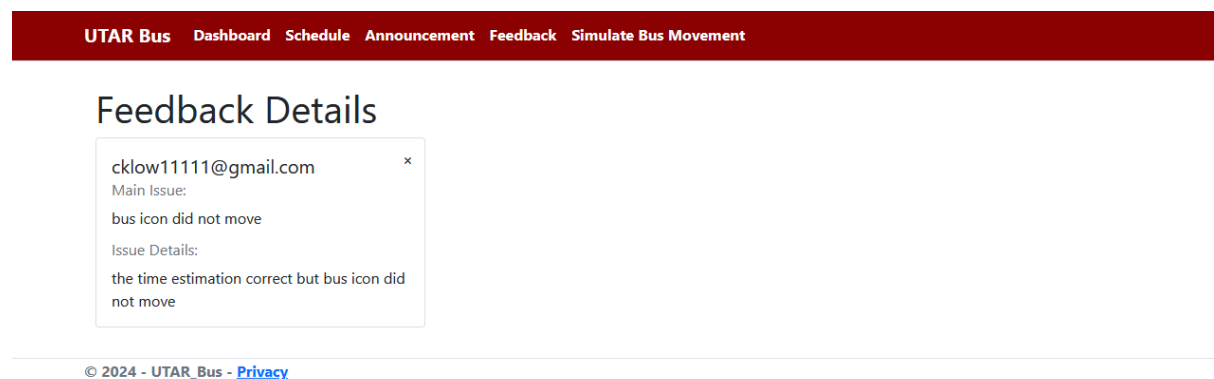 UTAR Bus Dashboard Schedule Announcement Feedback Simulate Bus Movement
Feedback Details
cklow11111@gmail.com ×
Main Issue:
bus icon did not move
Issue Details:
the time estimation correct but bus icon did
not move
© 2024 - UTAR_Bus - Privacy